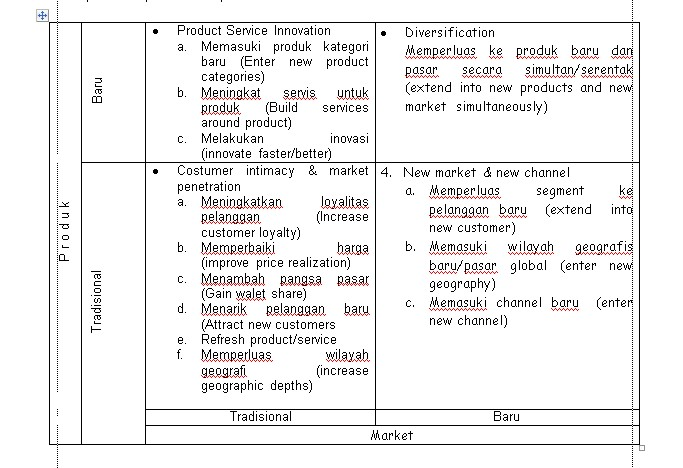 Produk
Baru
• Product Service Innovation
a. Memasuki produk kategori
baru (Enter new product
categories)
b. Meningkat servis untuk
produk (Build services
around product)
c. Melakukan inovasi
(innovate faster/better)
• Diversification
Memperluas ke produk baru dan
pasar secara simultan/serentak
(extend into new products and new
market simultaneously)
Tradisional
• Costumer intimacy & market
penetration
a. Meningkatkan loyalitas
pelanggan (Increase
customer loyalty)
b. Memperbaiki harga
(improve price realization)
c. Menambah pangsa pasar
(Gain walet share)
d. Menarik pelanggan baru
(Attract new customers
e. Refresh product/service
f. Memperluas wilayah
geografi (increase
geographic depths)
4. New market & new channel
a. Memperluas segment ke
pelanggan baru (extend into
new customer)
b. Memasuki wilayah geografis
baru/pasar global (enter new
geography)
c. Memasuki channel baru (enter
new channel)
Tradisional
Baru
Market